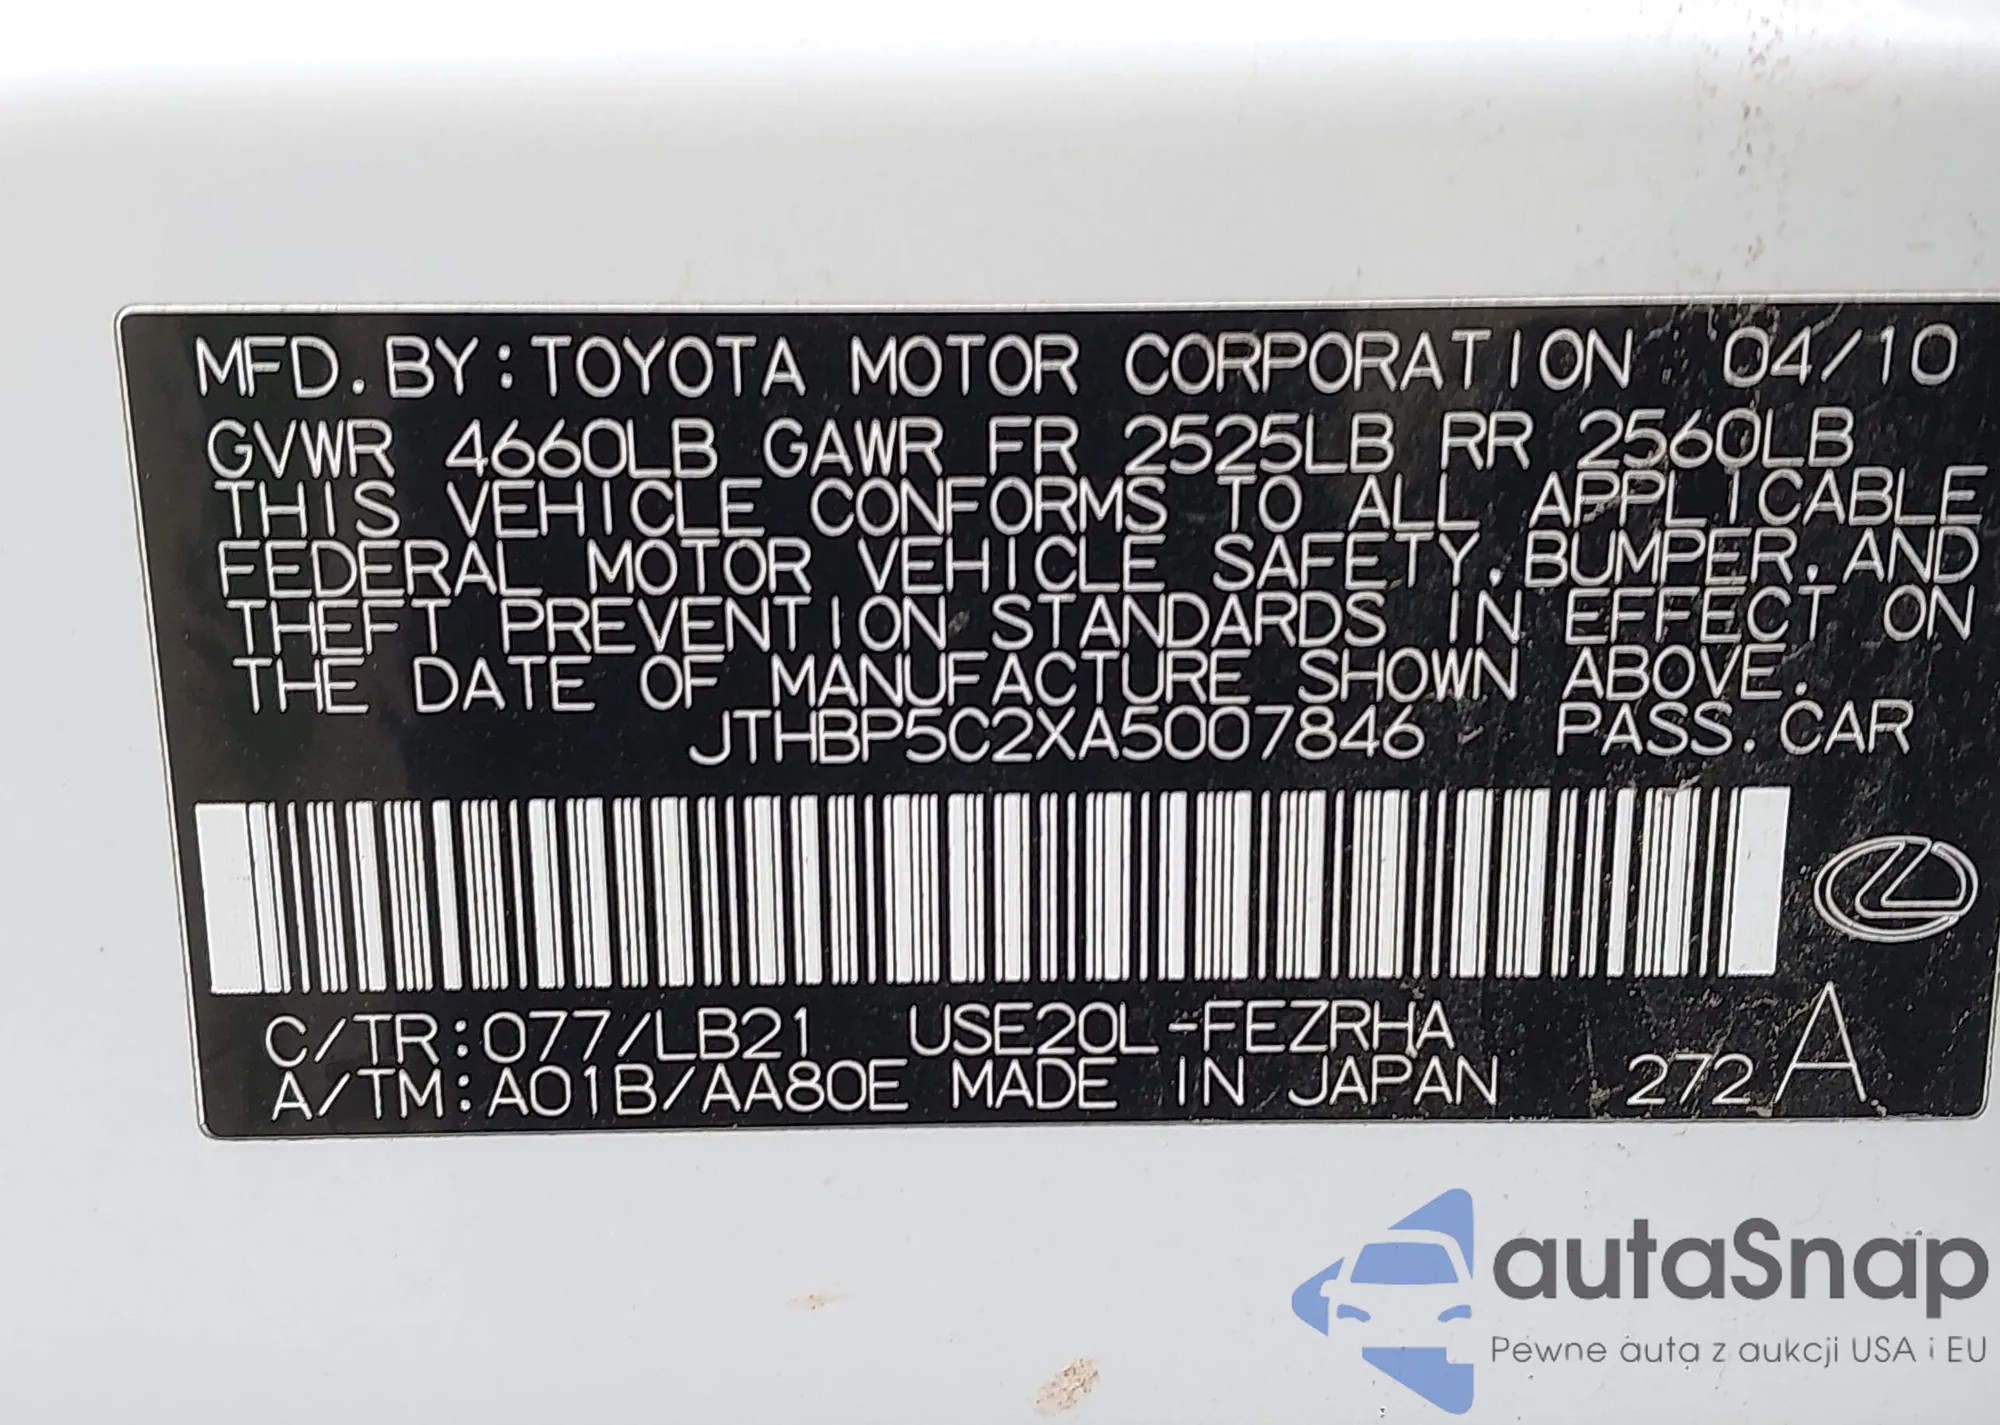 MFD. BY: TOYOTA MOTOR CORPORATION 04/10
GVWR 4660LB GAWR FR 2525LB RR 2560LB
THIS VEHICLE CONFORMS TO ALL APPLICABLE
FEDERAL MOTOR VEHICLE SAFETY, BUMPER, AND
THEFT PREVENTION STANDARDS IN EFFECT ON
THE DATE OF MANUFACTURE SHOWN ABOVE.
JTHBP5C2XA5007846 PASS. CAR
C/TR: 077/LB21 USE20L-FEZRHA
A/TM: A01B/AA80E MADE IN JAPAN 272 A
autaSnap
Pewne auta z aukcji USA i EU